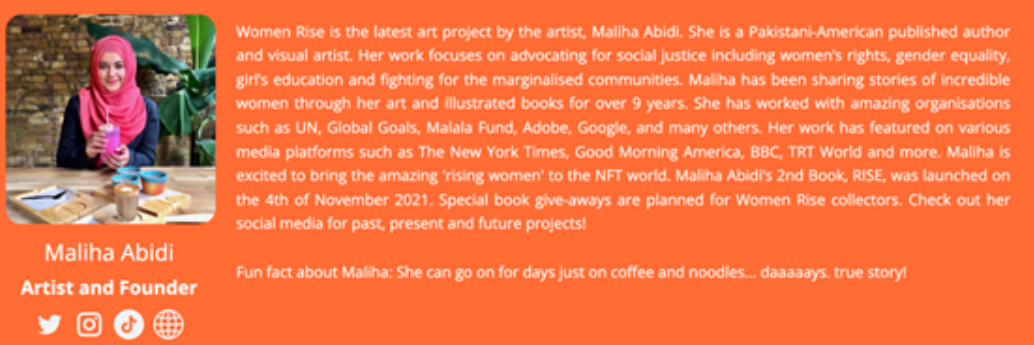 Women Rise is the latest art project by the artist, Maliha Abidi. She is a Pakistani-American published author
and visual artist. Her work focuses on advocating for social justice including women's rights, gender equality,
girl's education and fighting for the marginalised communities. Maliha has been sharing stories of incredible
women through her art and illustrated books for over 9 years. She has worked with amazing organisations
such as UN, Global Goals, Malala Fund, Adobe, Google, and many others. Her work has featured on various
media platforms such as The New York Times, Good Morning America, BBC, TRT World and more. Maliha is
excited to bring the amazing 'rising women' to the NFT world. Maliha Abidi's 2nd Book, RISE, was launched on
the 4th of November 2021. Special book give-aways are planned for Women Rise collectors. Check out her
social media for past, present and future projects!
Fun fact about Maliha: She can go on for days just on coffee and noodles... daaaaays. true story!
Maliha Abidi
Artist and Founder